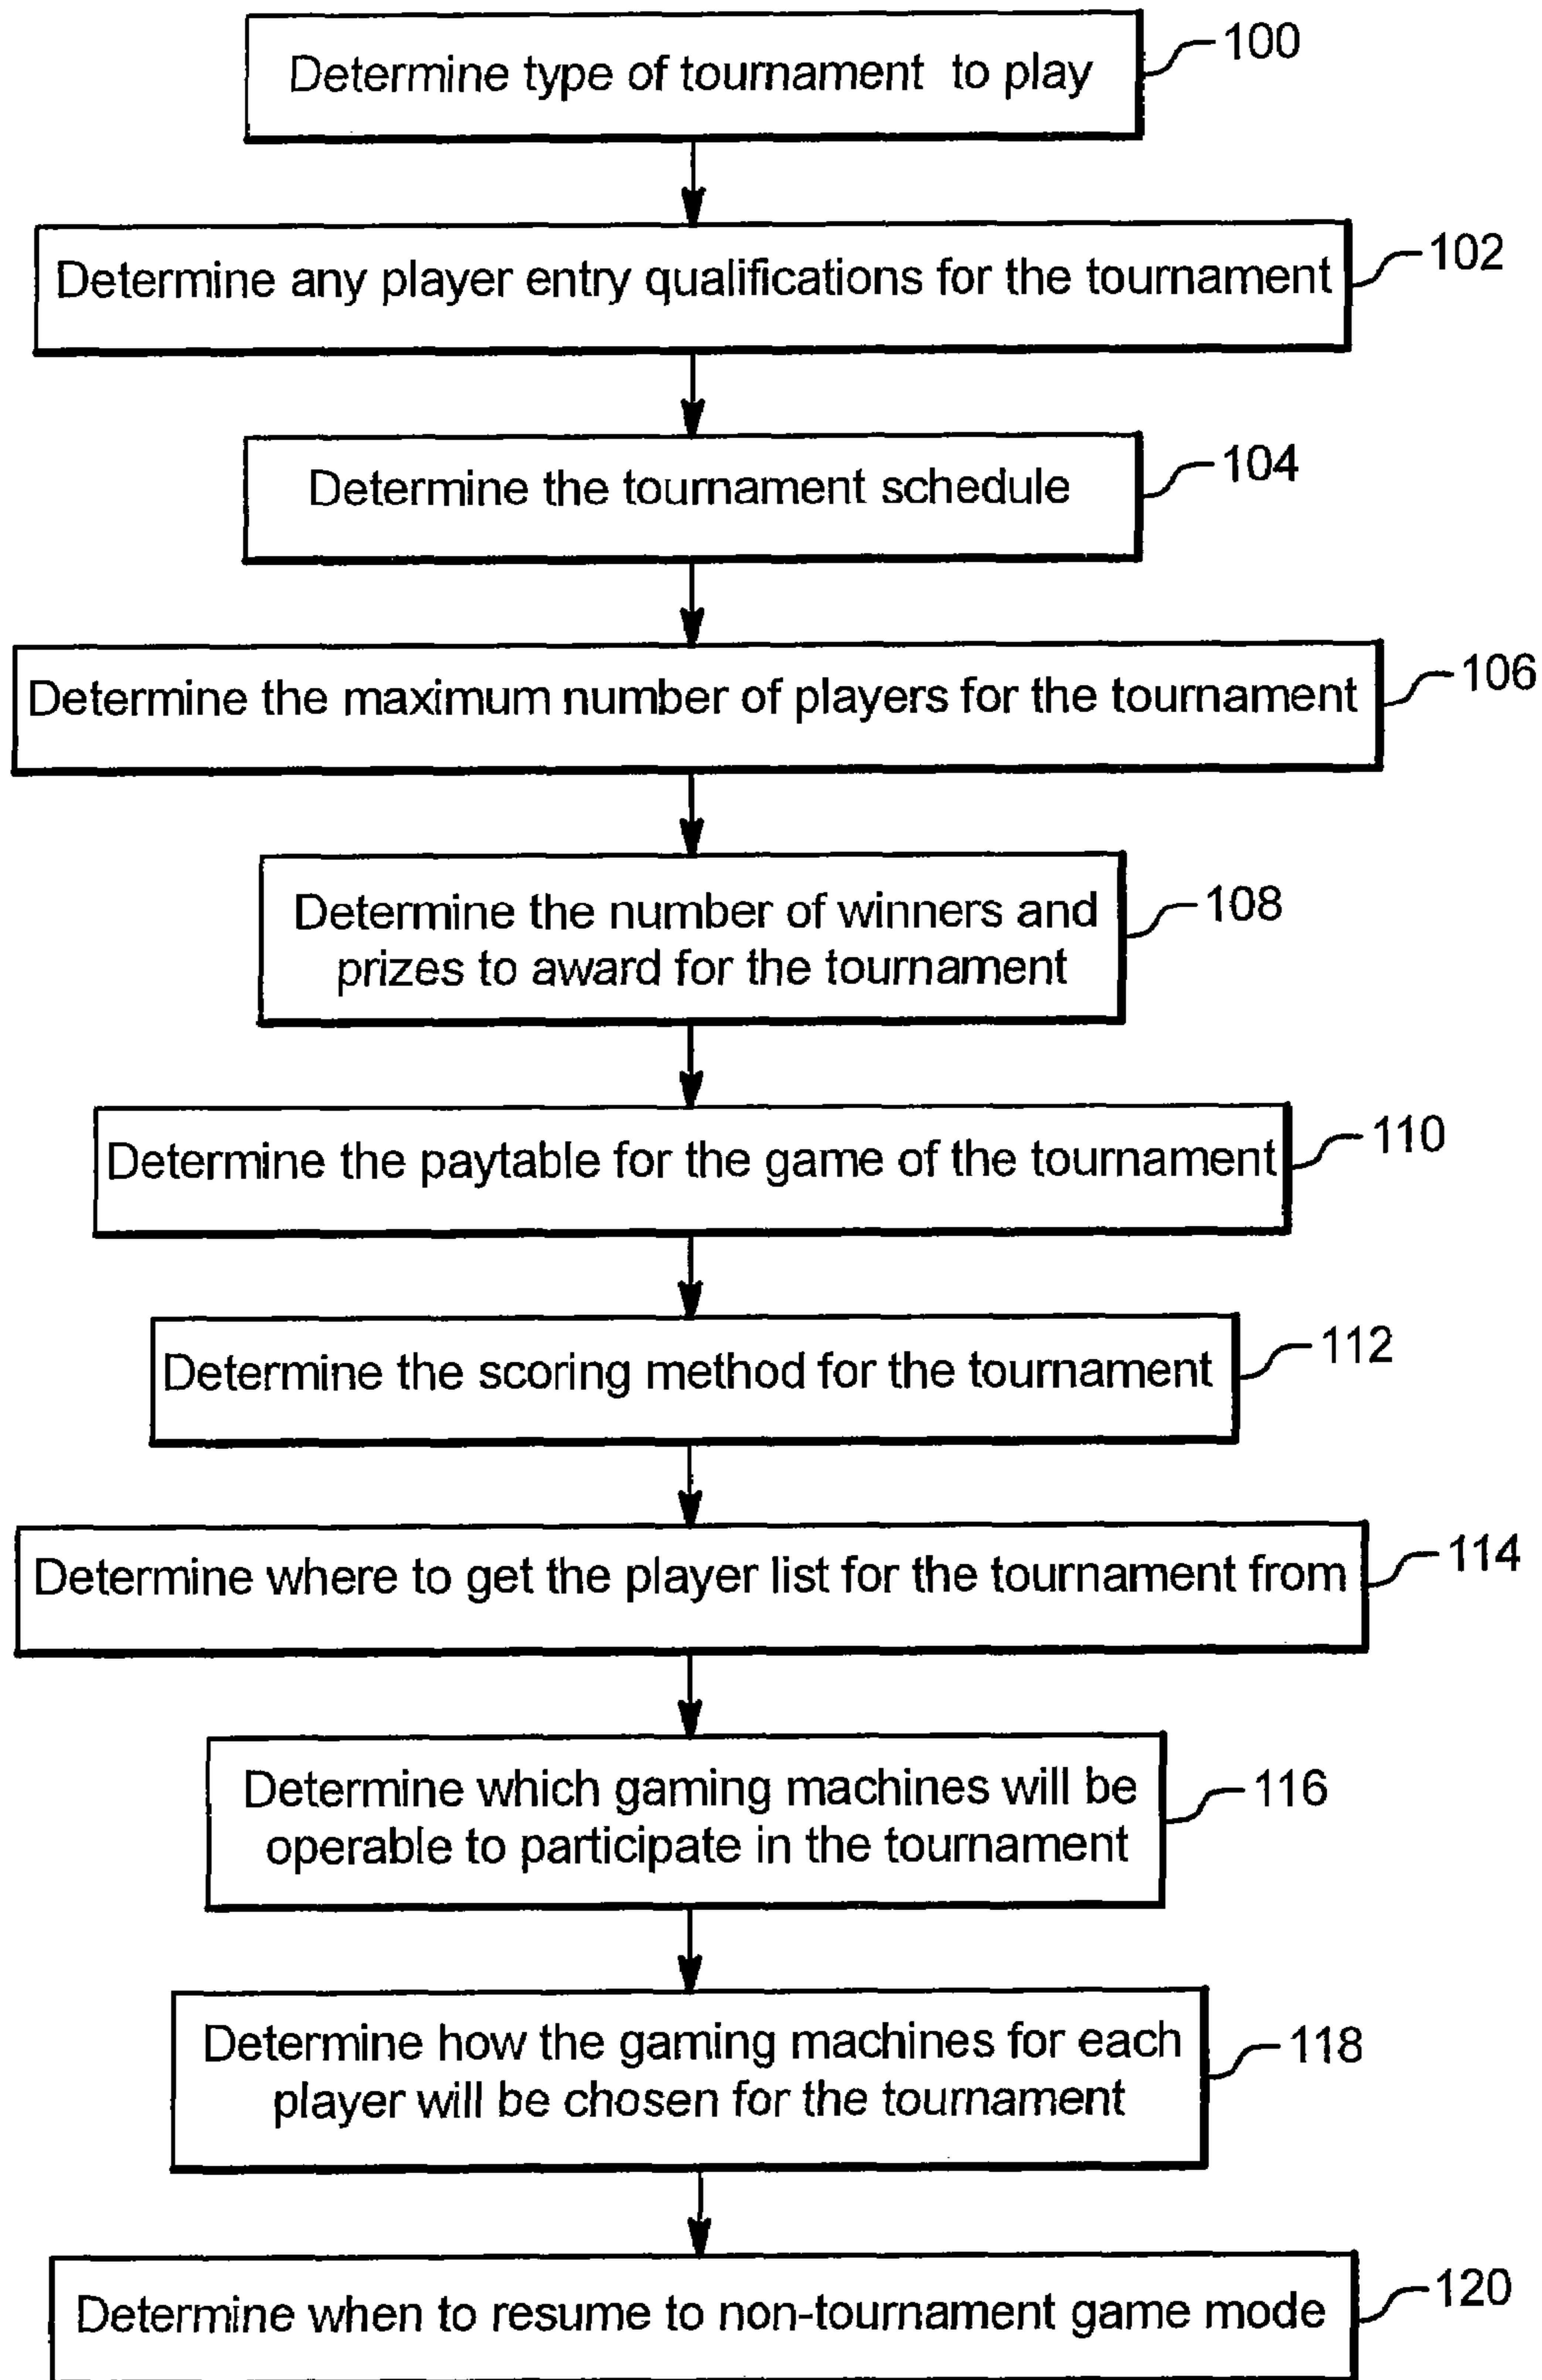 Determine type of tournament to play
100
Determine any player entry qualifications for the tournament
102
Determine the tournament schedule
104
Determine the maximum number of players for the tournament
106
Determine the number of winners and
prizes to award for the tournament
108
Determine the paytable for the game of the tournament
110
Determine the scoring method for the tournament
112
Determine where to get the player list for the tournament from
114
Determine which gaming machines will be
operable to participate in the tournament
116
Determine how the gaming machines for each
player will be chosen for the tournament
118
Determine when to resume to non-tournament game mode
120